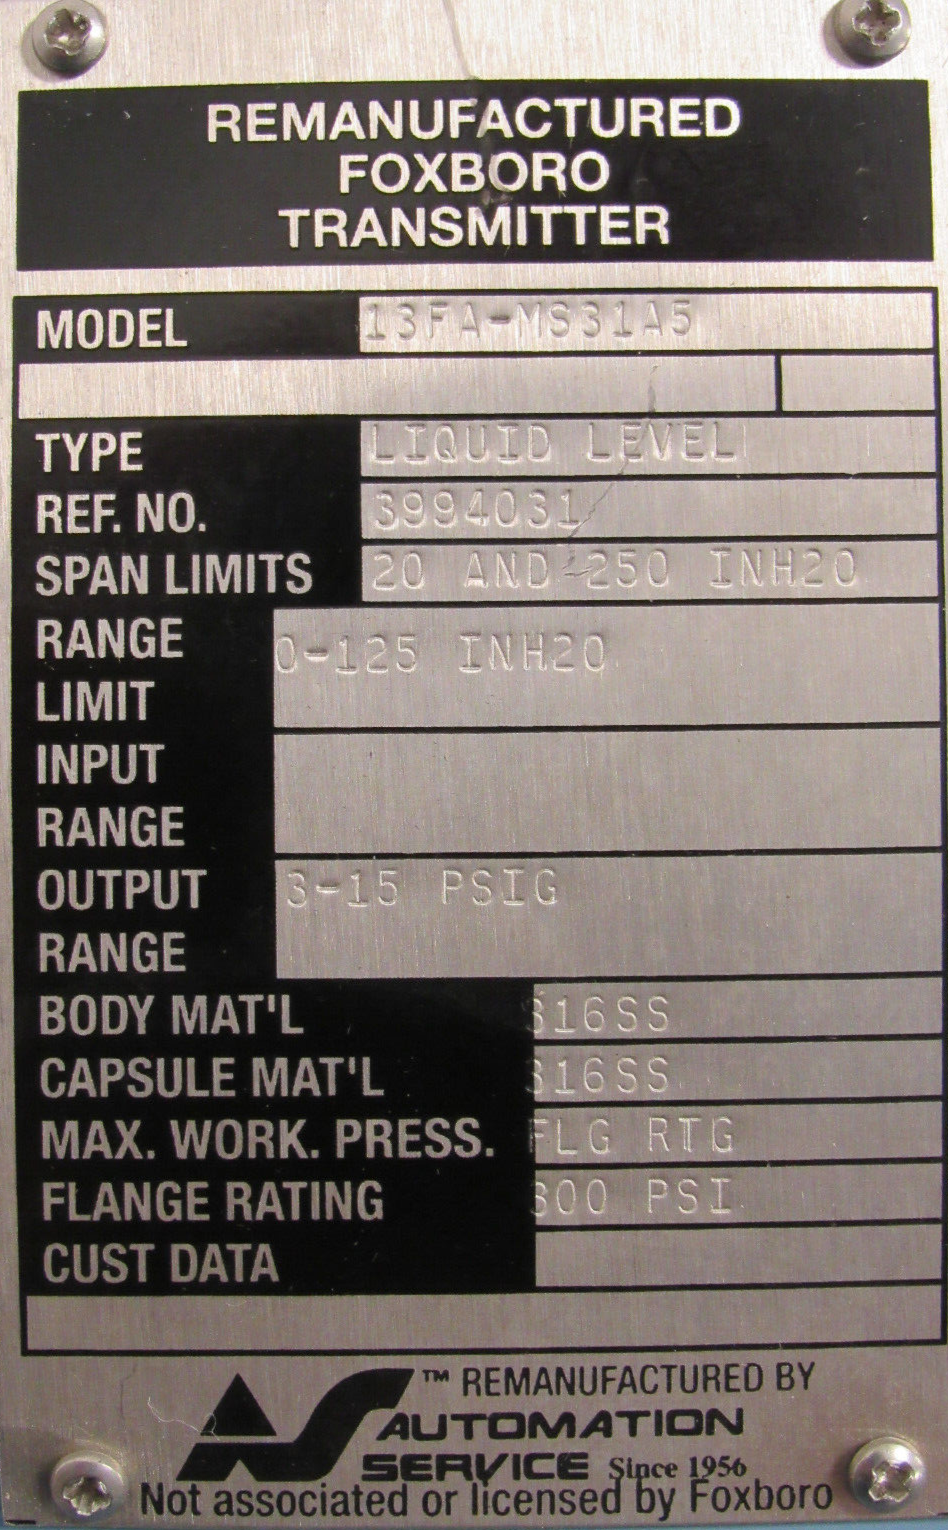 REMANUFACTURED
FOXBORO
TRANSMITTER
MODEL 13FA-MS31A5
TYPE LIQUID LEVEL
REF. NO. 3994031
SPAN LIMITS 20 AND 250 INH20
RANGE 0-125 INH20
LIMIT
INPUT
RANGE
OUTPUT 3-15 PSIG
RANGE
BODY MAT'L 316SS
CAPSULE MAT'L 316SS
MAX. WORK. PRESS. FLG RTG
FLANGE RATING PSI
CUST DATA
AS ™ REMANUFACTURED BY
AUTOMATION
SERVICE Since 1956
Not associated or licensed by Foxboro